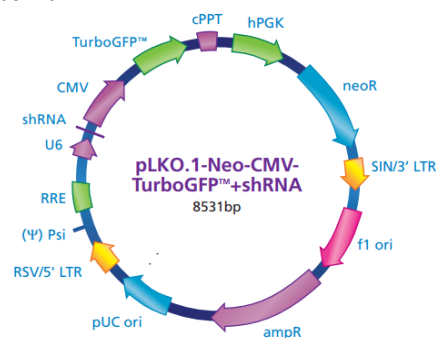 cPPT
hPGK
TurboGFP™
neoR
CMV
shRNA
U6
pLKO.1-Neo-CMV-
TurboGFP™+shRNA
8531bp
SIN/3' LTR
RRE
(Ψ) Psi
f1 ori
RSV/5' LTR
pUC ori
ampR